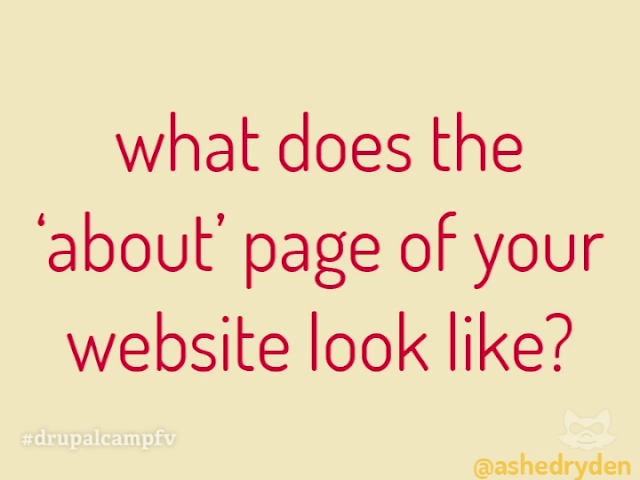 what does the
‘about’ page of your
website look like?
#drupalcampfv
@ashedryden